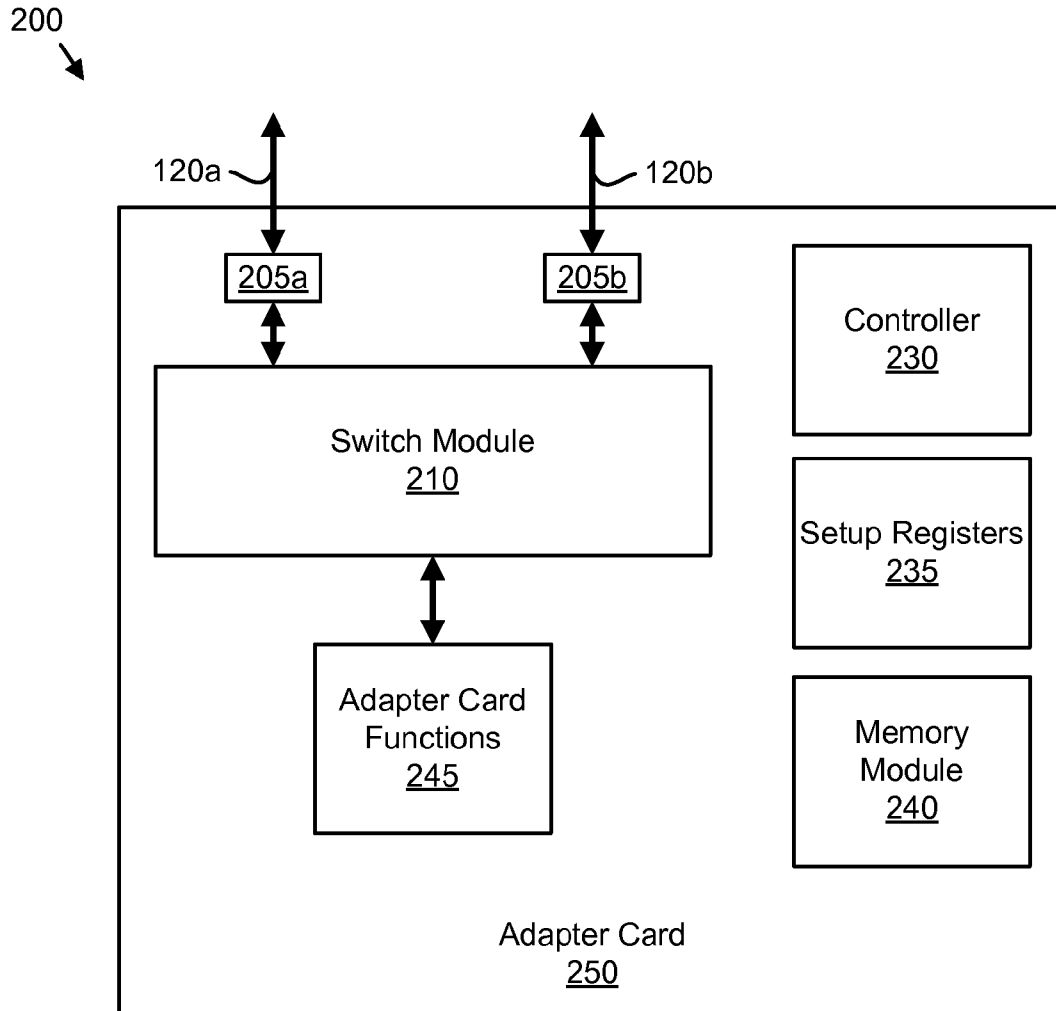 200
120a
120b
205a
205b
Controller
230
Switch Module
210
Setup Registers
235
Adapter Card
Functions
245
Memory
Module
240
Adapter Card
250